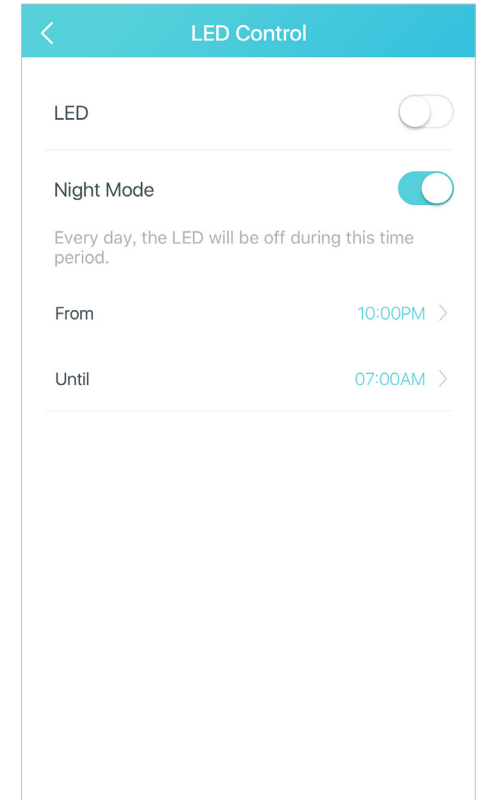 LED Control
LED
Night Mode
Every day, the LED will be off during this time
period.
From
10:00PM
Until
07:00AM